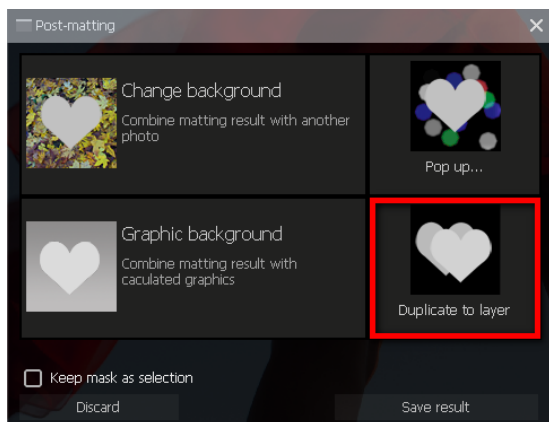 Post-matting
Change background
Combine matting result with another
photo
Pop up...
Graphic background
Combine matting result with
caculated graphics
Duplicate to layer
Keep mask as selection
Discard
Save result